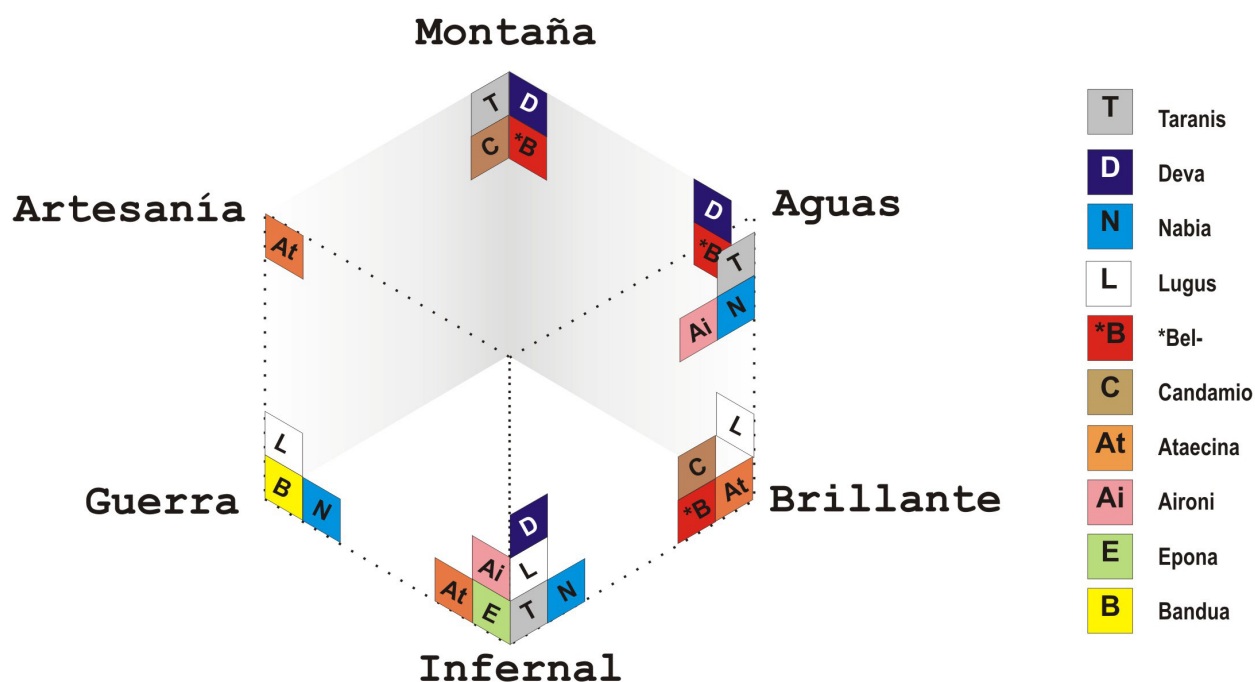 Montaña
T
D
C
*B
Artesanía
At
Aguas
D
*B
T
Ai
N
Guerra
L
B
N
Brillante
L
C
*B
At
Infernal
D
Ai
L
At
E
T
N
T Taranis
D Deva
N Nabia
L Lugus
*B *Bel-
C Candamio
At Ataecina
Ai Aironi
E Epona
B Bandua